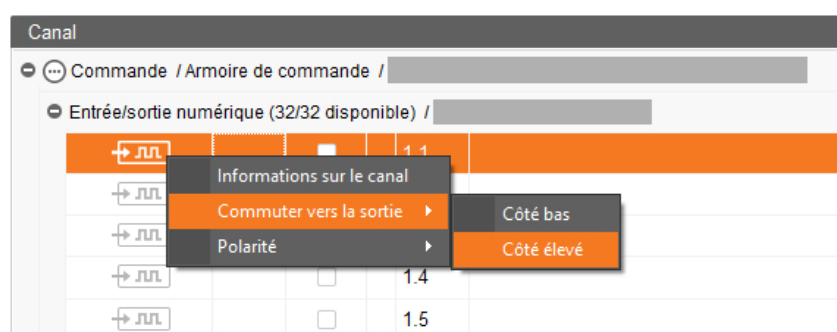 Canal
Commande / Armoire de commande /
Entrée/sortie numérique (32/32 disponible) /
1.1
Informations sur le canal
Commuter vers la sortie
Côté bas
Polarité
Côté élevé
1.4
1.5